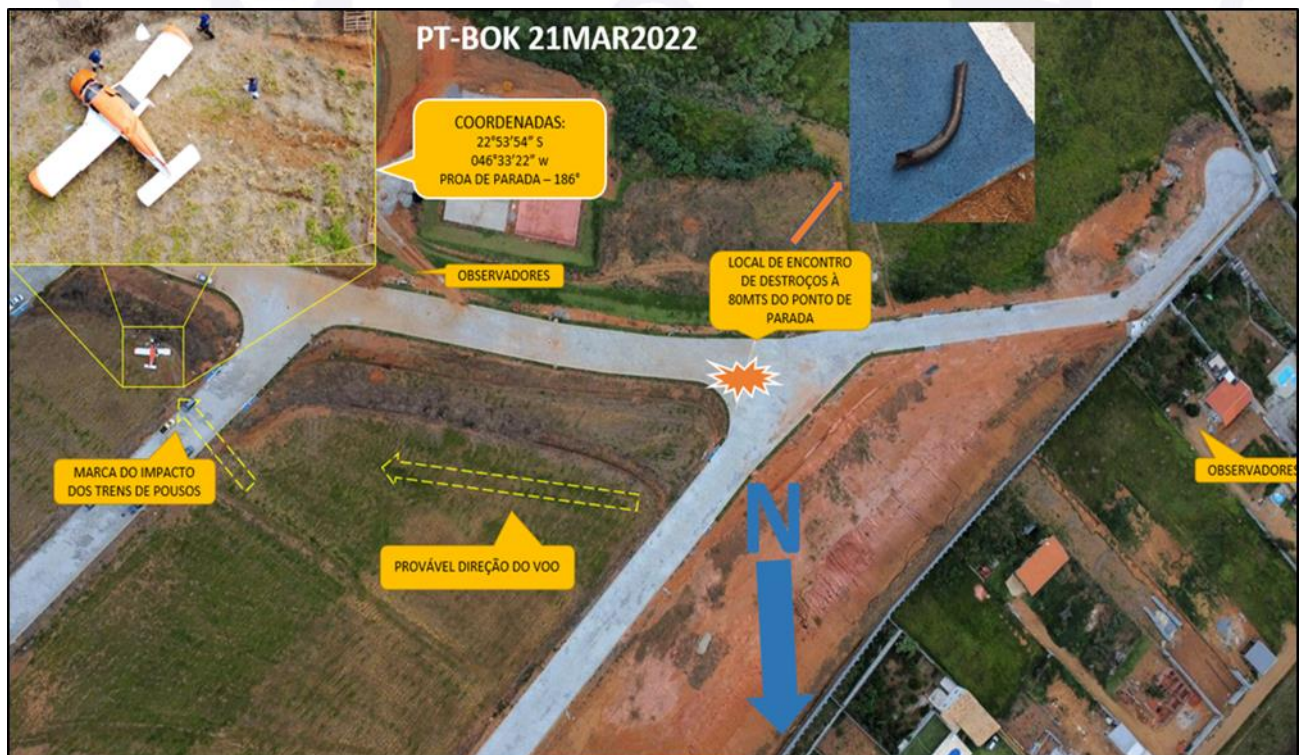 PT-BOK 21MAR2022
COORDENADAS:
22°53'54" S
046°33'22" w
PROA DE PARADA – 186°
OBSERVADORES
LOCAL DE ENCONTRO
DE DESTROÇOS À
80MTS DO PONTO DE
PARADA
MARCA DO IMPACTO
DOS TRENS DE POUSOS
PROVÁVEL DIREÇÃO DO VOO
OBSERVADORES
N